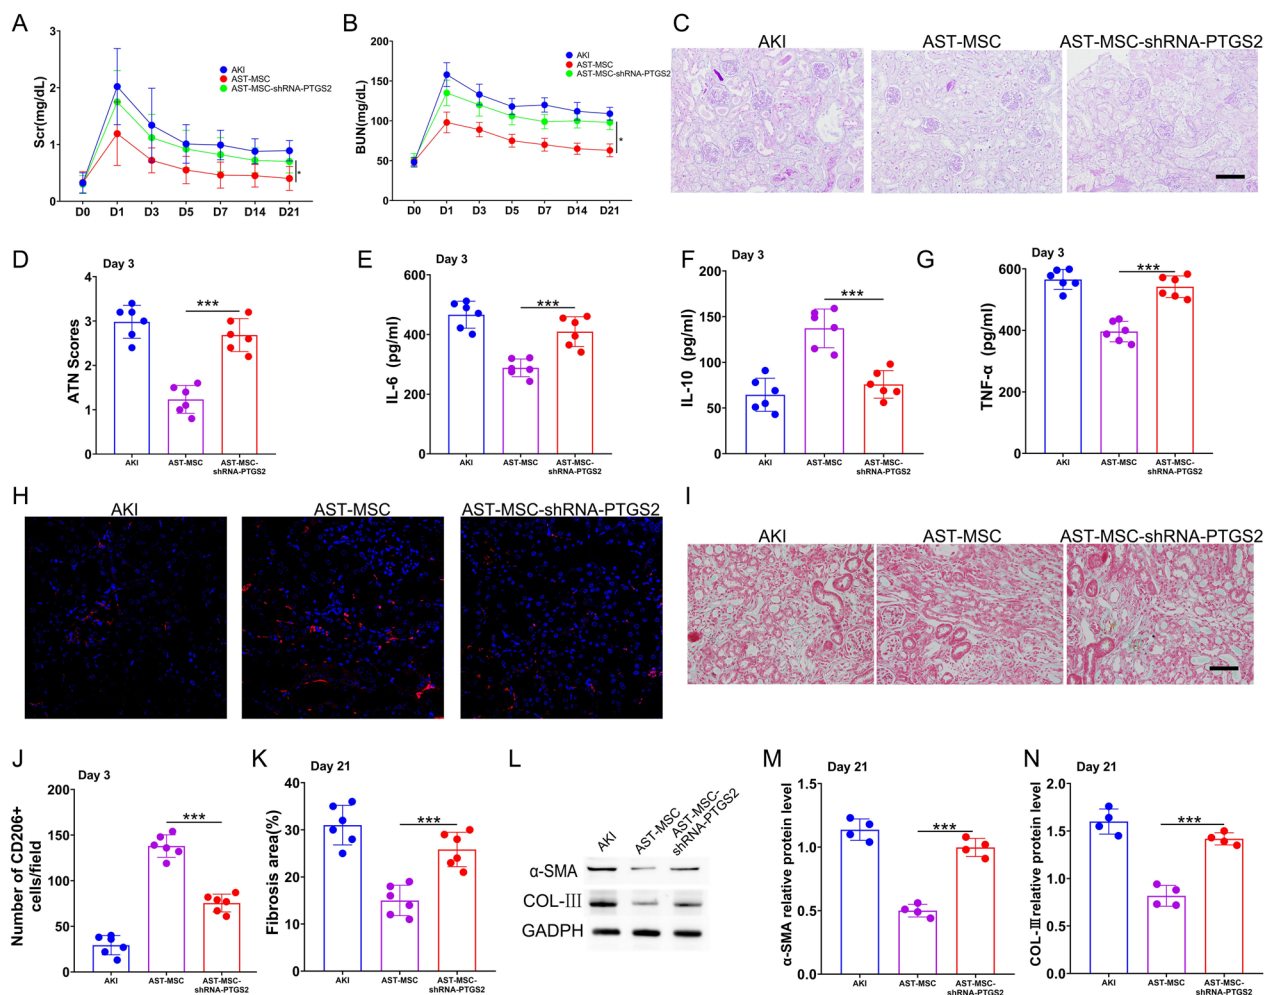 A
Scr(mg/dL)
3
2
1
0
D0 D1 D3 D5 D7 D14 D21
AKI
AST-MSC
AST-MSC-shRNA-PTGS2
*
B
BUN(mg/dL)
200
150
100
50
0
D0 D1 D3 D5 D7 D14 D21
AKI
AST-MSC
AST-MSC-shRNA-PTGS2
*
C
AKI AST-MSC AST-MSC-shRNA-PTGS2
D
Day 3
ATN Scores
4
3
2
1
0
***
AKI AST-MSC AST-MSC-
shRNA-PTGS2
E
Day 3
IL-6 (pg/ml)
600
400
200
0
***
AKI AST-MSC AST-MSC-
shRNA-PTGS2
F
Day 3
IL-10 (pg/ml)
200
150
100
50
0
***
AKI AST-MSC AST-MSC-
shRNA-PTGS2
G
Day 3
TNF-α (pg/ml)
600
400
200
0
***
AKI AST-MSC AST-MSC-
shRNA-PTGS2
H
AKI AST-MSC AST-MSC-shRNA-PTGS2
I
AKI AST-MSC AST-MSC-shRNA-PTGS2
J
Day 3
Number of CD206+
cells/field
200
150
100
50
0
***
AKI AST-MSC AST-MSC-
shRNA-PTGS2
K
Day 21
Fibrosis area(%)
40
30
20
10
0
***
AKI AST-MSC AST-MSC-
shRNA-PTGS2
L
AKI AST-MSC AST-MSC-
shRNA-PTGS2
α-SMA
COL-III
GADPH
M
Day 21
α-SMA relative protein level
1.5
1.0
0.5
0.0
***
AKI AST-MSC AST-MSC-
shRNA-PTGS2
N
Day 21
COL-III relative protein level
2.0
1.5
1.0
0.5
0.0
***
AKI AST-MSC AST-MSC-
shRNA-PTGS2